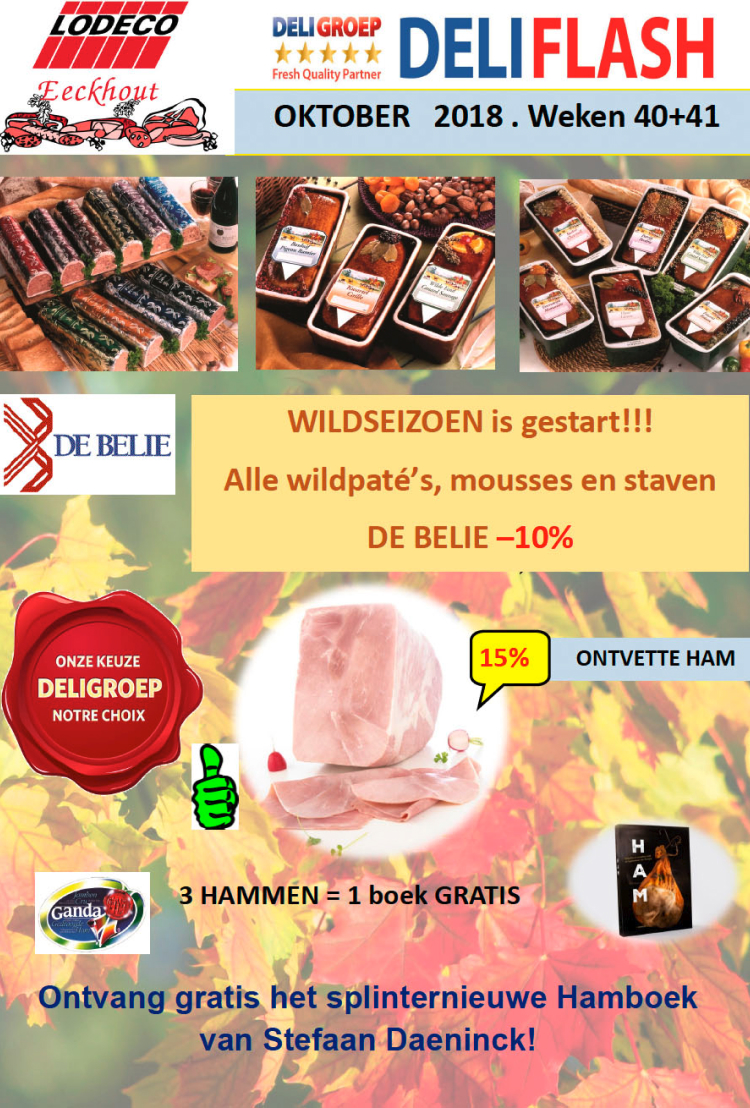 LODECO
Eeckhout
DELIGROEP
Fresh Quality Partner
DELIFLASH
OKTOBER 2018 . Weken 40+41
DE BELIE
WILDSEIZOEN is gestart!!!
Alle wildpaté’s, mousses en staven
DE BELIE –10%
ONZE KEUZE
DELIGROEP
NOTRE CHOIX
15%
ONTVETTE HAM
HAM
Ganda
3 HAMMEN = 1 boek GRATIS
Ontvang gratis het splinternieuwe Hamboek
van Stefaan Daeninck!